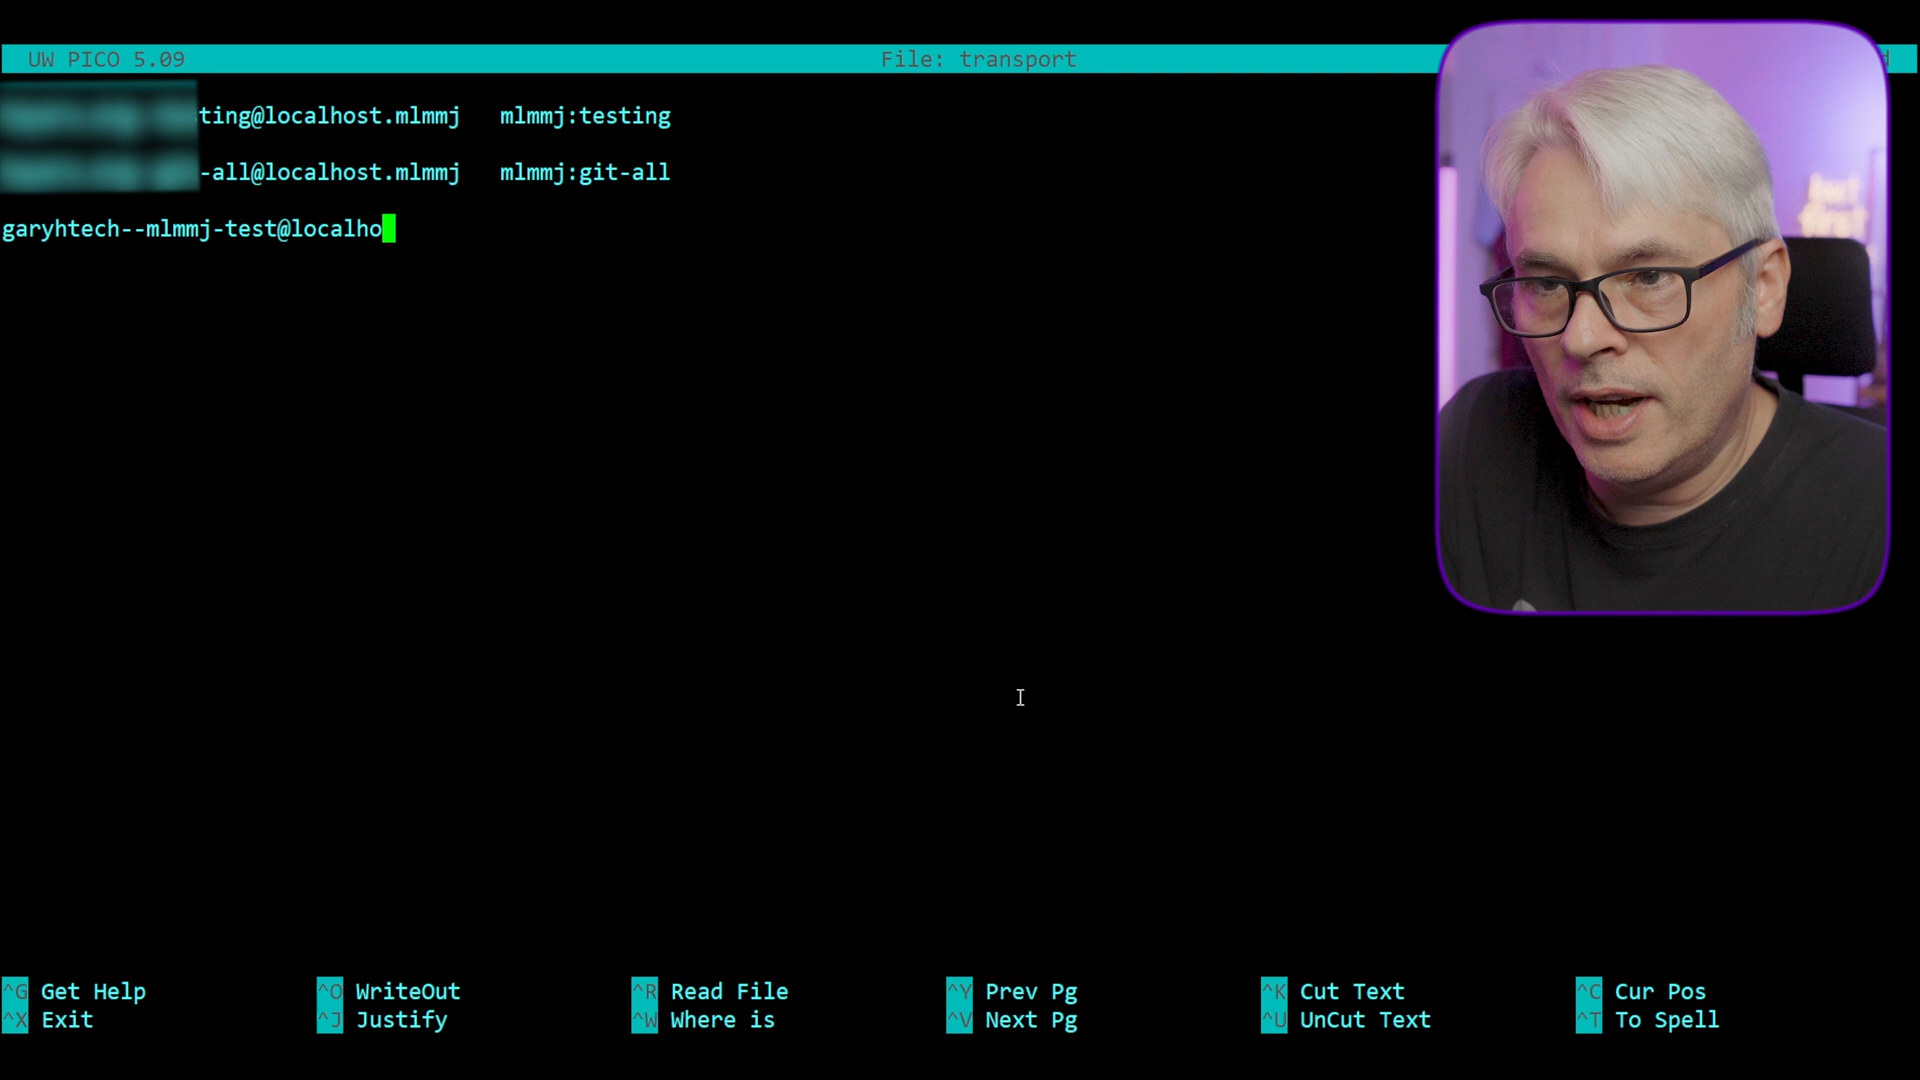 UW PICO 5.09 File: transport
ting@localhost.mlmmj mlmmj:testing
-all@localhost.mlmmj mlmmj:git-all
garyhtech--mlmmj-test@localho
^G Get Help ^O WriteOut ^R Read File ^Y Prev Pg ^K Cut Text ^C Cur Pos
^X Exit ^J Justify ^W Where is ^V Next Pg ^U UnCut Text ^T To Spell